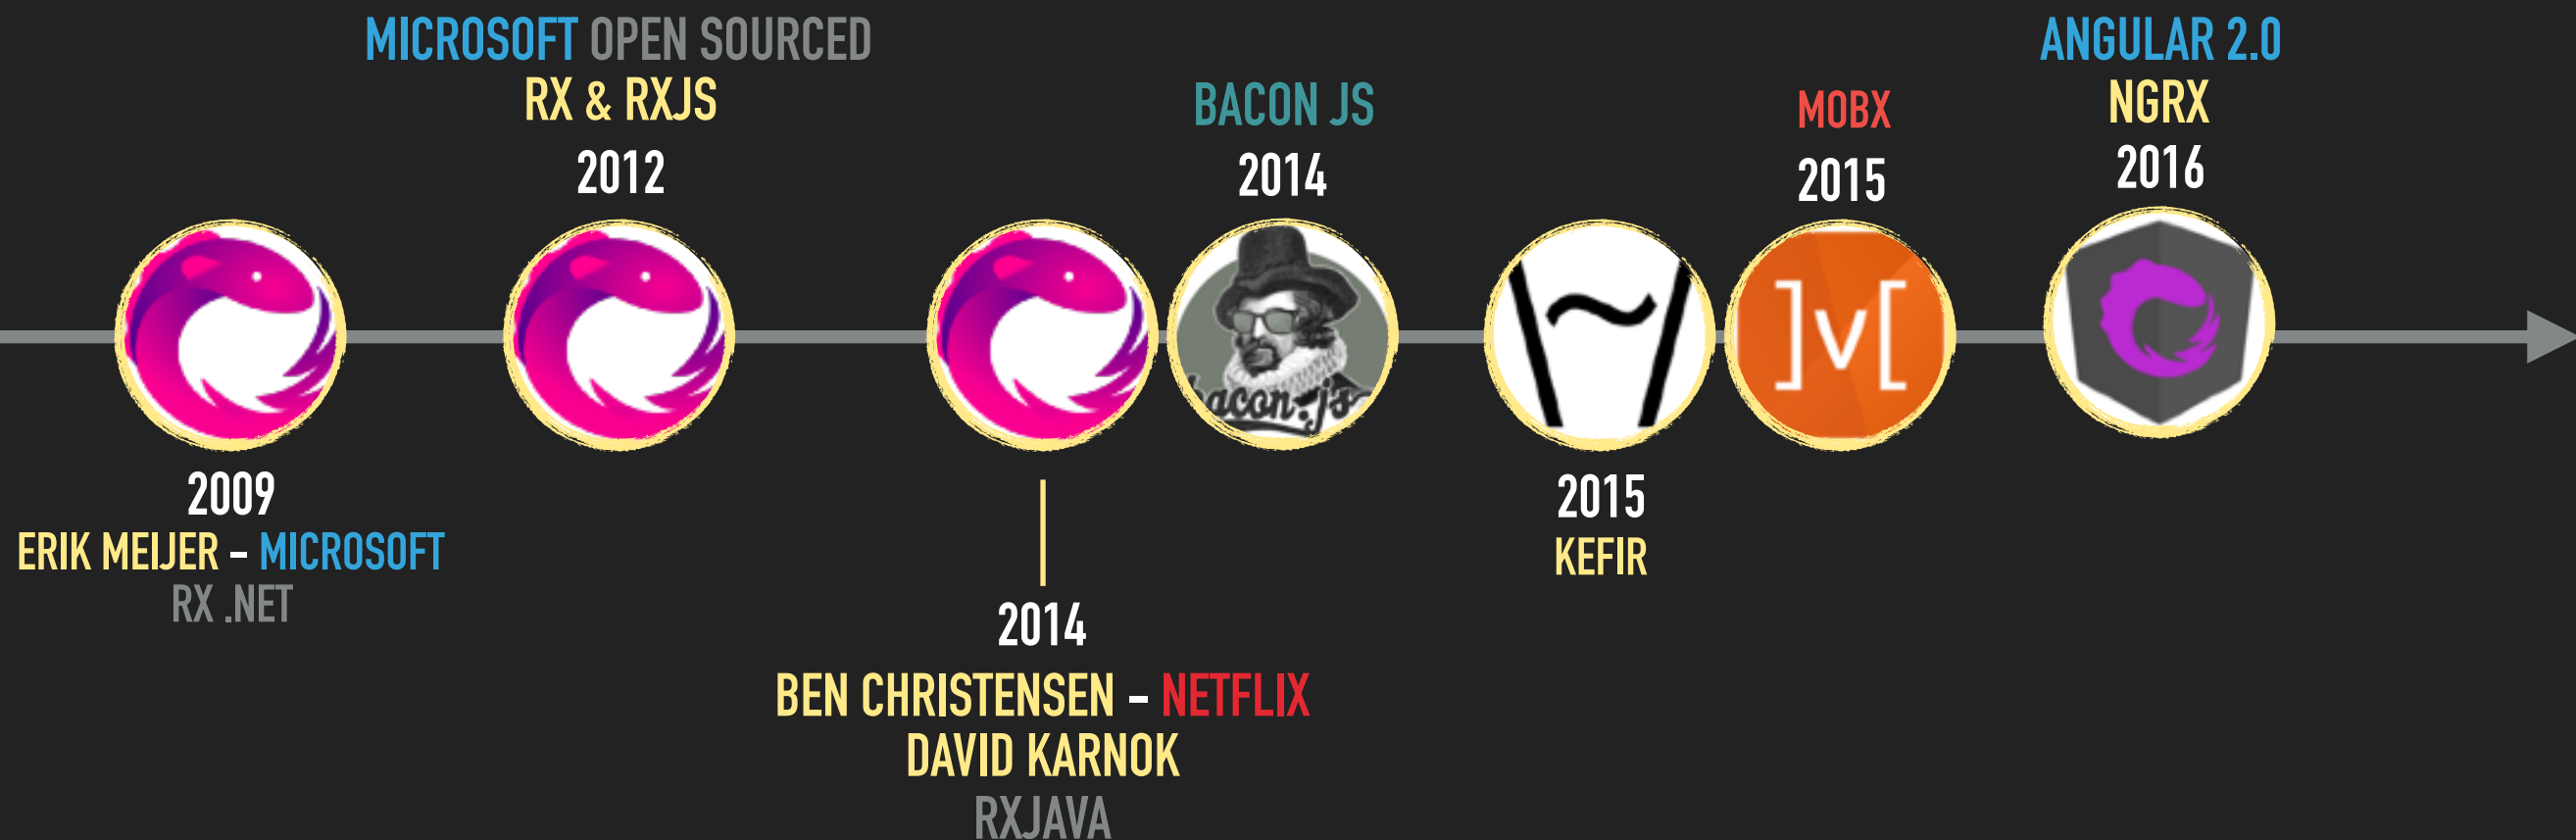 MICROSOFT OPEN SOURCED
RX & RXJS
2012
BACON JS
2014
MOBX
2015
ANGULAR 2.0
NGRX
2016
bacon.js
]v[
2009
ERIK MEIJER – MICROSOFT
RX .NET
2014
BEN CHRISTENSEN – NETFLIX
DAVID KARNOK
RXJAVA
2015
KEFIR